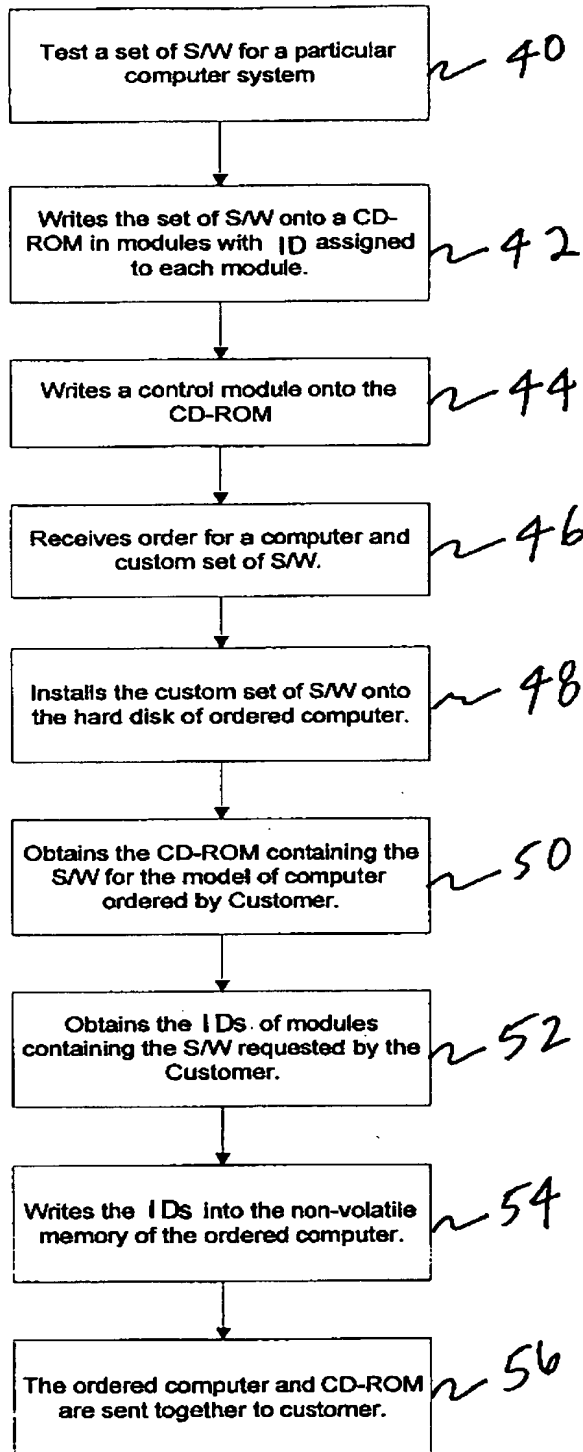 Test a set of S/W for a particular
computer system
40
Writes the set of S/W onto a CD-
ROM in modules with ID assigned
to each module.
42
Writes a control module onto the
CD-ROM
44
Receives order for a computer and
custom set of S/W.
46
Installs the custom set of S/W onto
the hard disk of ordered computer.
48
Obtains the CD-ROM containing the
S/W for the model of computer
ordered by Customer.
50
Obtains the IDs of modules
containing the S/W requested by the
Customer.
52
Writes the IDs into the non-volatile
memory of the ordered computer.
54
The ordered computer and CD-ROM
are sent together to customer.
56